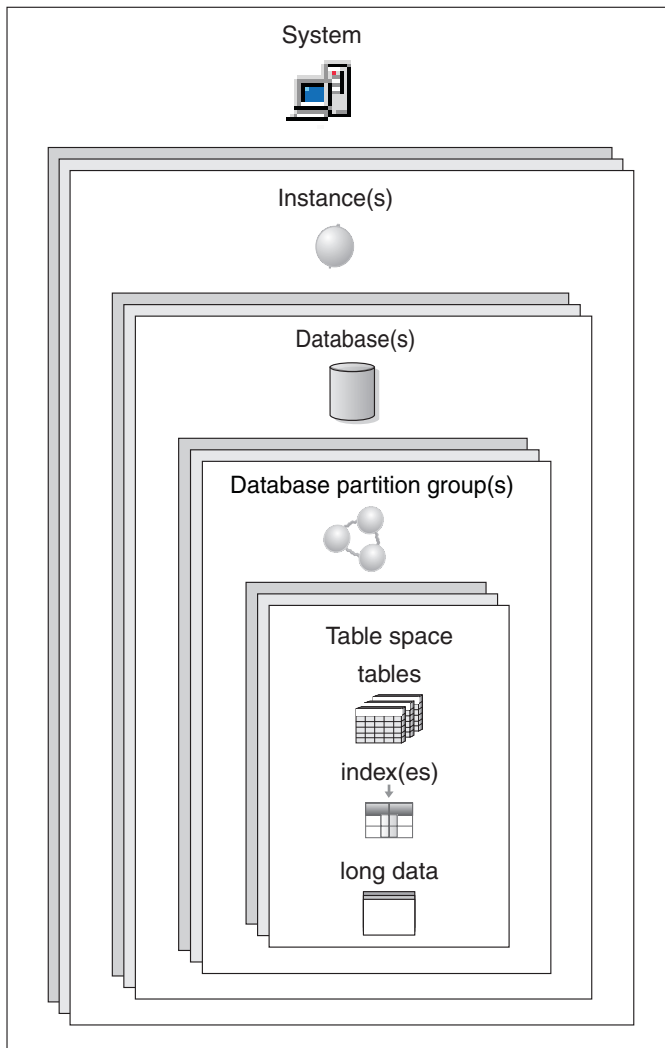 System
Instance(s)
Database(s)
Database partition group(s)
Table space
tables
index(es)
long data